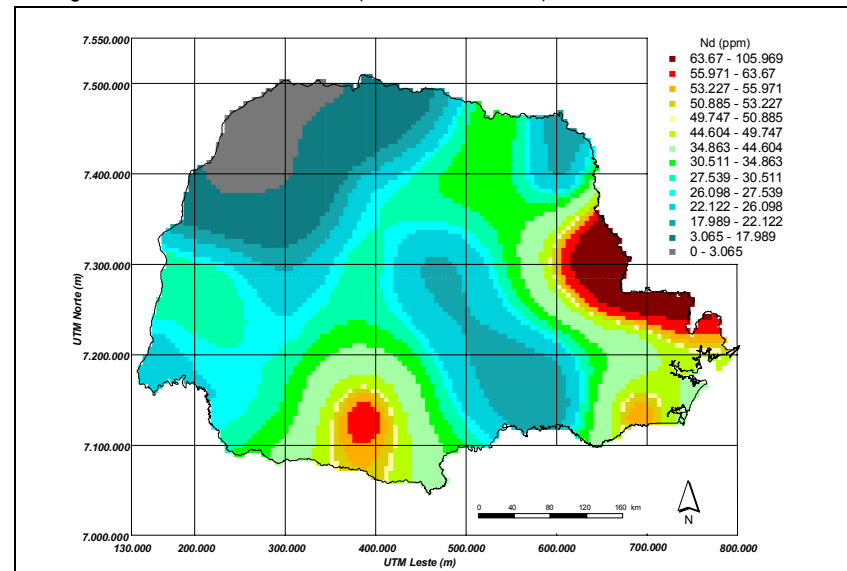 Nd (ppm)
63.67 - 105.969
55.971 - 63.67
53.227 - 55.971
50.885 - 53.227
49.747 - 50.885
44.604 - 49.747
34.863 - 44.604
30.511 - 34.863
27.539 - 30.511
26.098 - 27.539
22.122 - 26.098
17.989 - 22.122
3.065 - 17.989
0 - 3.065
7.550.000
7.500.000
7.400.000
7.300.000
7.200.000
7.100.000
7.000.000
UTM Norte (m)
0 40 80 120 160 km
N
130.000 200.000 300.000 400.000 500.000 600.000 700.000 800.000
UTM Leste (m)